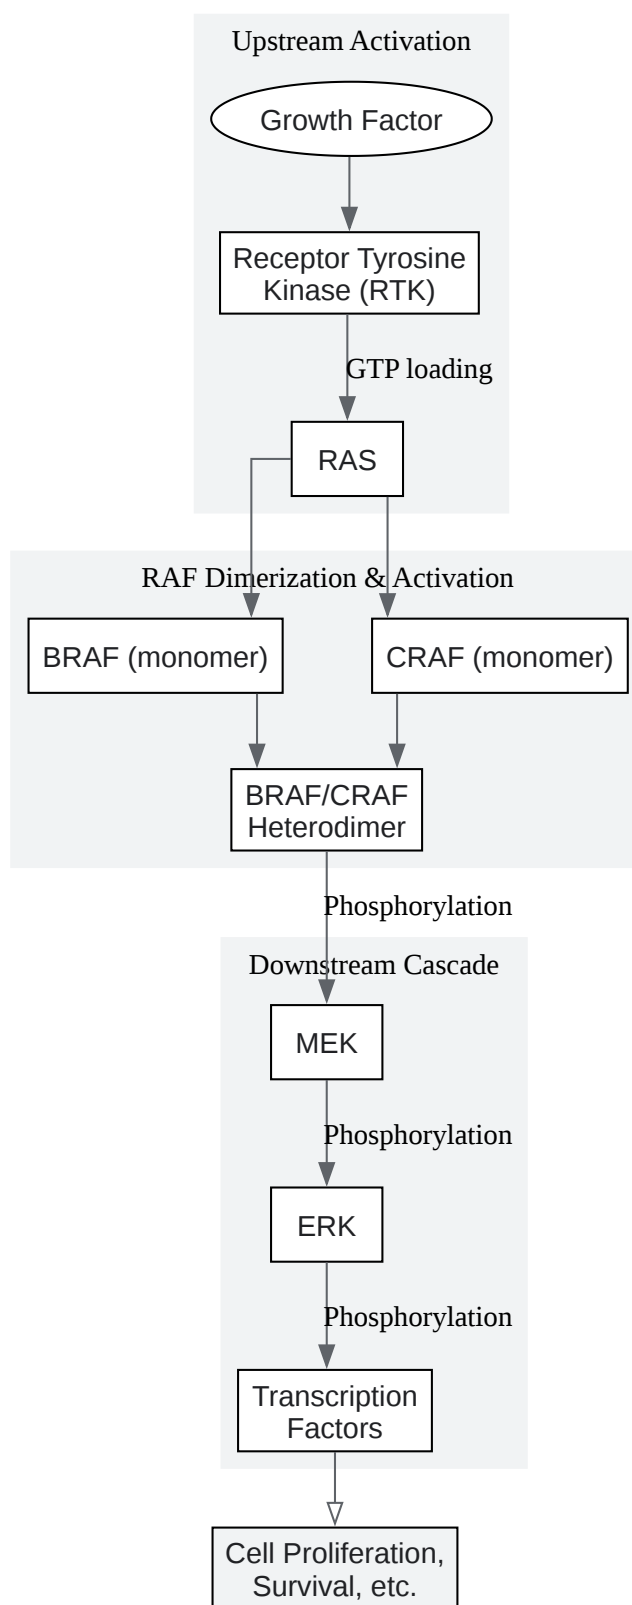 Upstream Activation
Growth Factor
Receptor Tyrosine
Kinase (RTK)
GTP loading
RAS
RAF Dimerization & Activation
BRAF (monomer)
CRAF (monomer)
BRAF/CRAF
Heterodimer
Phosphorylation
Downstream Cascade
MEK
Phosphorylation
ERK
Phosphorylation
Transcription
Factors
Cell Proliferation,
Survival, etc.